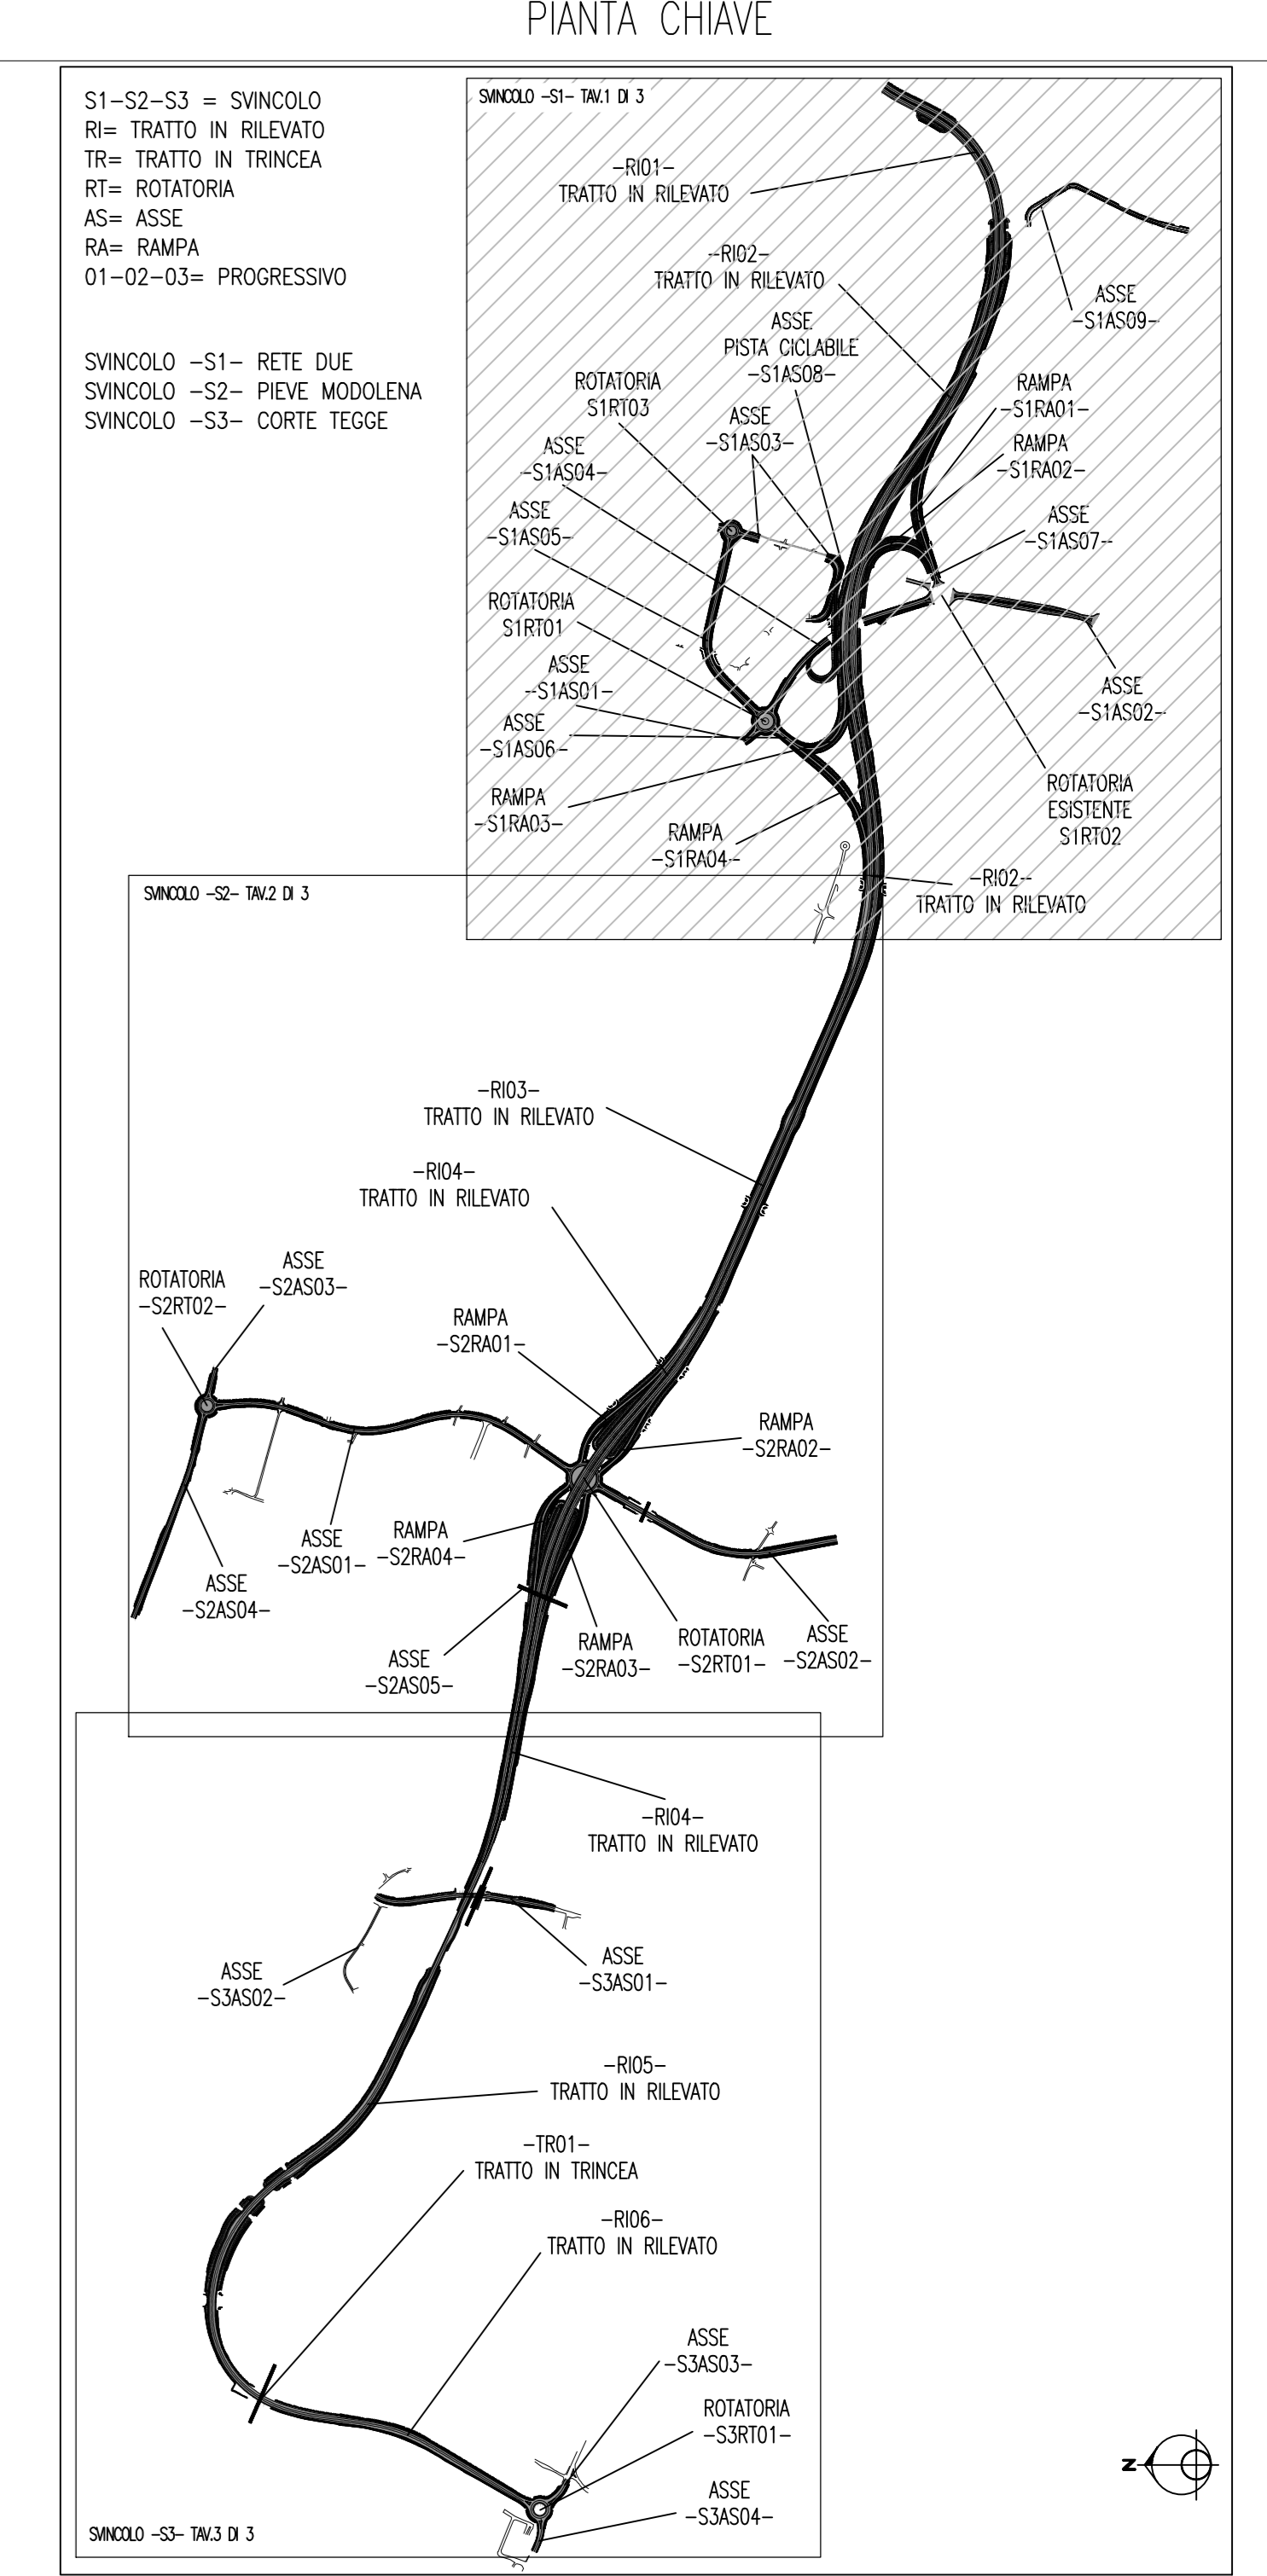 PIANTA CHIAVE
S1-S2-S3 = SVINCOLO
RI= TRATTO IN RILEVATO
TR= TRATTO IN TRINCEA
RT= ROTATORIA
AS= ASSE
RA= RAMPA
01-02-03= PROGRESSIVO
SVINCOLO -S1- RETE DUE
SVINCOLO -S2- PIEVE MODOLENA
SVINCOLO -S3- CORTE TEGGE
SVINCOLO -S1- TAV.1 DI 3
-RI01-
TRATTO IN RILEVATO
-RI02-
TRATTO IN RILEVATO
ASSE
-S1AS09-
ASSE
PISTA CICLABILE
-S1AS08-
ROTATORIA
S1RT03
ASSE
-S1AS03-
RAMPA
-S1RA01-
RAMPA
-S1RA02-
ASSE
-S1AS04-
ASSE
-S1AS05-
ASSE
-S1AS07-
ROTATORIA
S1RT01
ASSE
-S1AS01-
ASSE
-S1AS06-
ASSE
-S1AS02-
RAMPA
-S1RA03-
RAMPA
-S1RA04-
ROTATORIA
ESISTENTE
S1RT02
-RI02-
TRATTO IN RILEVATO
SVINCOLO -S2- TAV.2 DI 3
-RI03-
TRATTO IN RILEVATO
-RI04-
TRATTO IN RILEVATO
ROTATORIA
-S2RT02-
ASSE
-S2AS03-
RAMPA
-S2RA01-
RAMPA
-S2RA02-
ASSE
-S2AS01-
RAMPA
-S2RA04-
ASSE
-S2AS04-
ASSE
-S2AS05-
RAMPA
-S2RA03-
ROTATORIA
-S2RT01-
ASSE
-S2AS02-
-RI04-
TRATTO IN RILEVATO
ASSE
-S3AS02-
ASSE
-S3AS01-
-RI05-
TRATTO IN RILEVATO
-TR01-
TRATTO IN TRINCEA
-RI06-
TRATTO IN RILEVATO
ASSE
-S3AS03-
ROTATORIA
-S3RT01-
ASSE
-S3AS04-
N
SVINCOLO -S3- TAV.3 DI 3